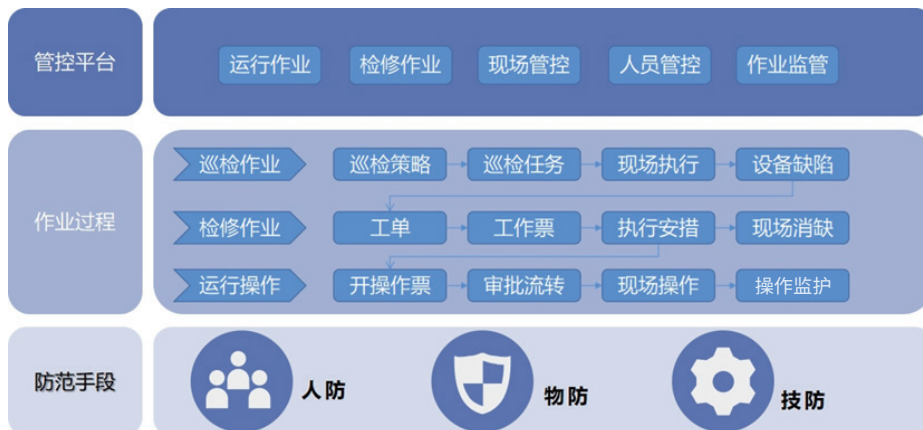 管控平台
运行作业 检修作业 现场管控 人员管控 作业监管
作业过程
巡检作业 巡检策略 巡检任务 现场执行 设备缺陷
检修作业 工单 工作票 执行安措 现场消缺
运行操作 开操作票 审批流转 现场操作 操作监护
防范手段
人防 物防 技防